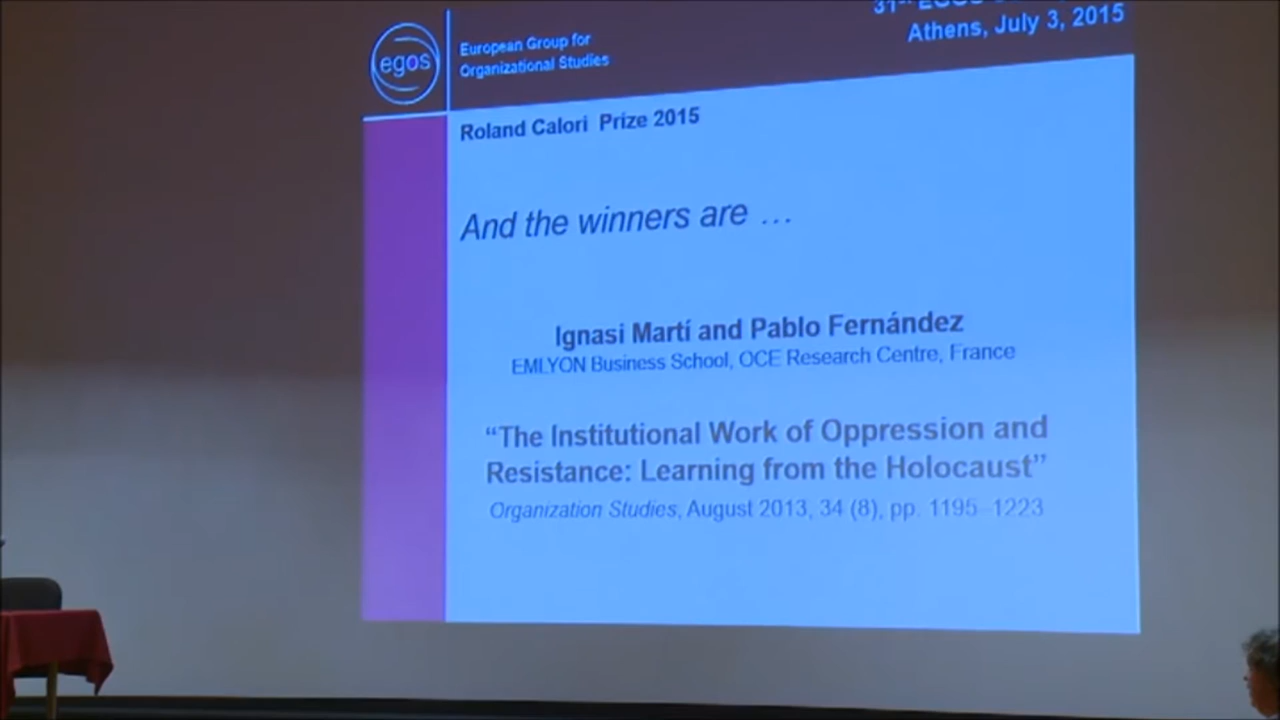 egos
European Group for
Organizational Studies
31st EGOS
Athens, July 3, 2015
Roland Calori Prize 2015
And the winners are …
Ignasi Martí and Pablo Fernández
EMLYON Business School, OCE Research Centre, France
“The Institutional Work of Oppression and
Resistance: Learning from the Holocaust”
Organization Studies, August 2013, 34 (8), pp. 1195–1223